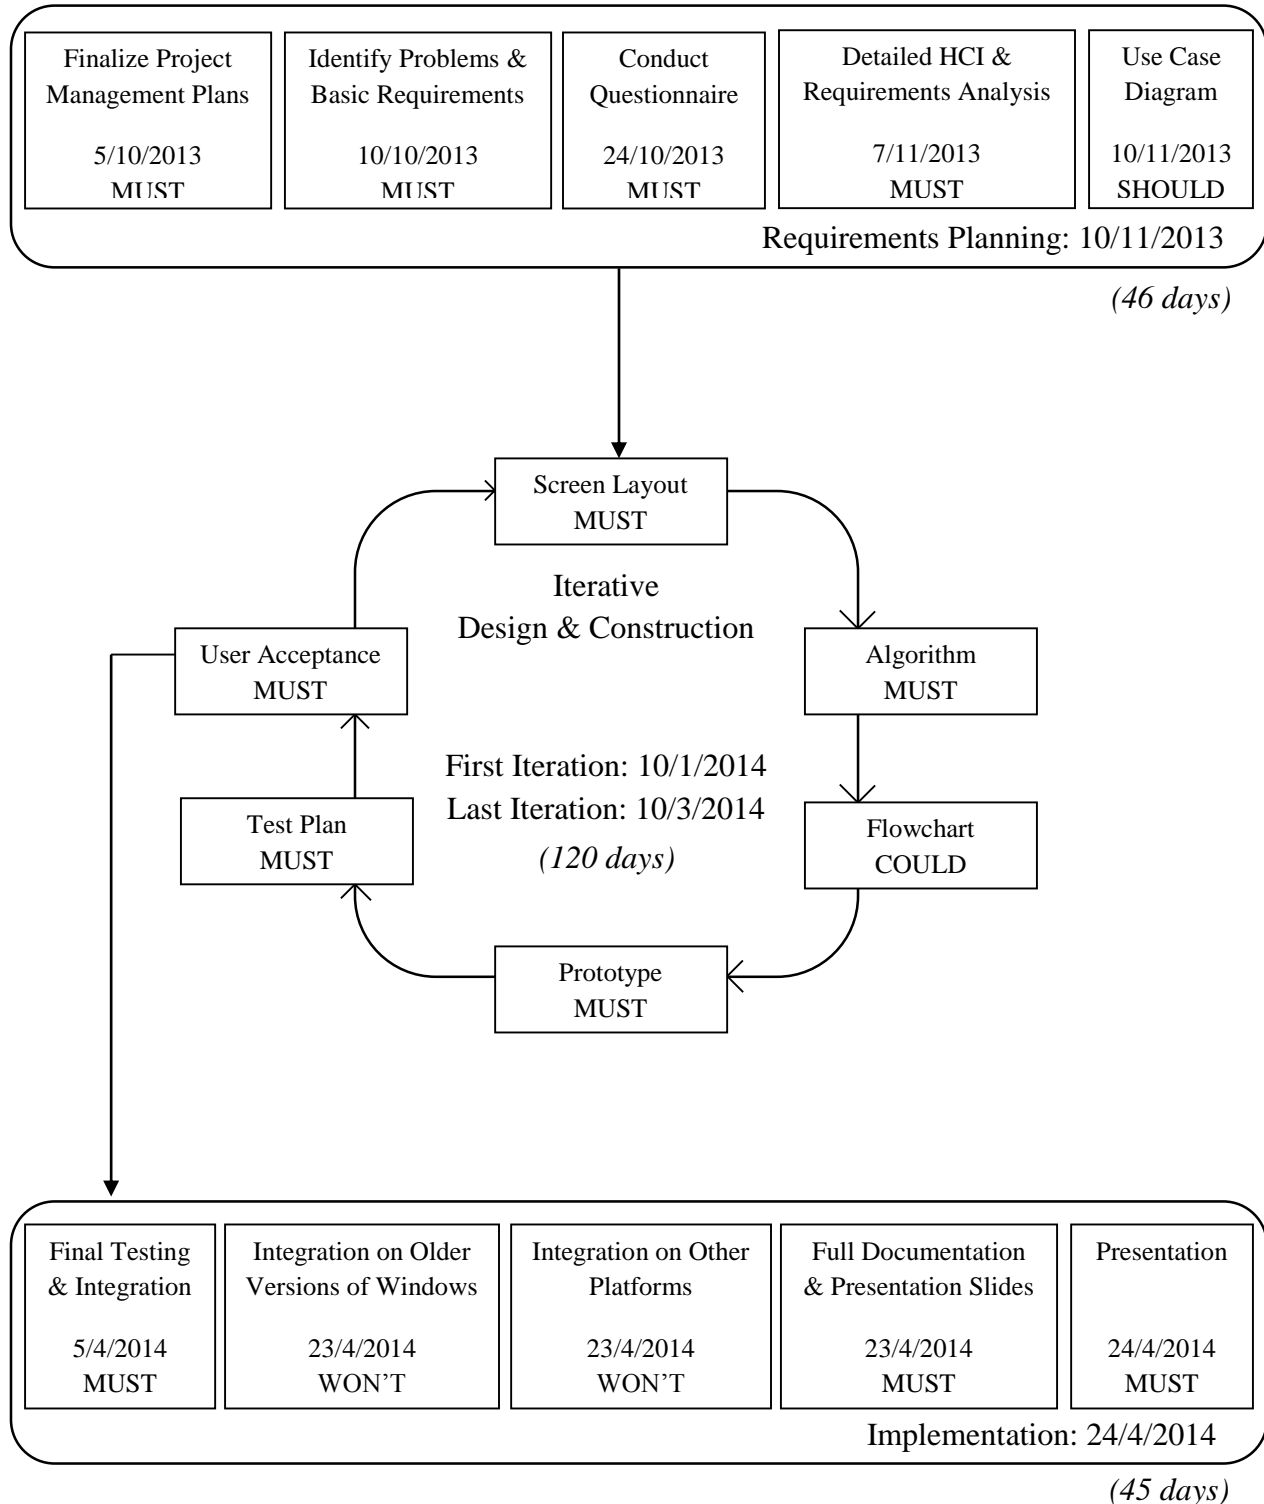 Finalize Project
Management Plans
5/10/2013
MUST
Identify Problems &
Basic Requirements
10/10/2013
MUST
Conduct
Questionnaire
24/10/2013
MUST
Detailed HCI &
Requirements Analysis
7/11/2013
MUST
Use Case
Diagram
10/11/2013
SHOULD
Requirements Planning: 10/11/2013
(46 days)
Screen Layout
MUST
Iterative
Design & Construction
User Acceptance
MUST
Algorithm
MUST
First Iteration: 10/1/2014
Last Iteration: 10/3/2014
(120 days)
Test Plan
MUST
Flowchart
COULD
Prototype
MUST
Final Testing
& Integration
5/4/2014
MUST
Integration on Older
Versions of Windows
23/4/2014
WON’T
Integration on Other
Platforms
23/4/2014
WON’T
Full Documentation
& Presentation Slides
23/4/2014
MUST
Presentation
24/4/2014
MUST
Implementation: 24/4/2014
(45 days)